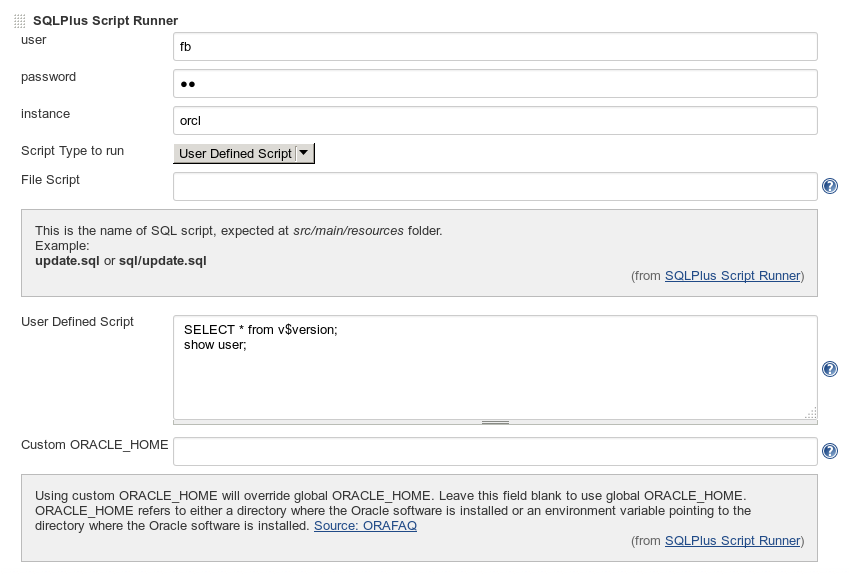 SQLPlus Script Runner
user
fb
password
●●
instance
orcl
Script Type to run
User Defined Script
File Script
?
This is the name of SQL script, expected at src/main/resources folder.
Example:
update.sql or sql/update.sql
(from SQLPlus Script Runner)
User Defined Script
SELECT * from v$version;
show user;
?
Custom ORACLE_HOME
?
Using custom ORACLE_HOME will override global ORACLE_HOME. Leave this field blank to use global ORACLE_HOME.
ORACLE_HOME refers to either a directory where the Oracle software is installed or an environment variable pointing to the
directory where the Oracle software is installed. Source: ORAFAQ
(from SQLPlus Script Runner)